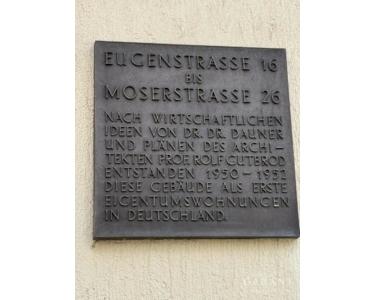 EUGENSTRASSE 16
BIS
MOSERSTRASSE 26
NACH WIRTSCHAFTLICHEN
IDEEN VON DR. DR. DAUNER
UND PLÄNEN DES ARCHI-
TEKTEN PROF. ROLF GUTBROD
ENTSTANDEN 1950-1952
DIESE GEBÄUDE ALS ERSTE
EIGENTUMSWOHNUNGEN
IN DEUTSCHLAND.